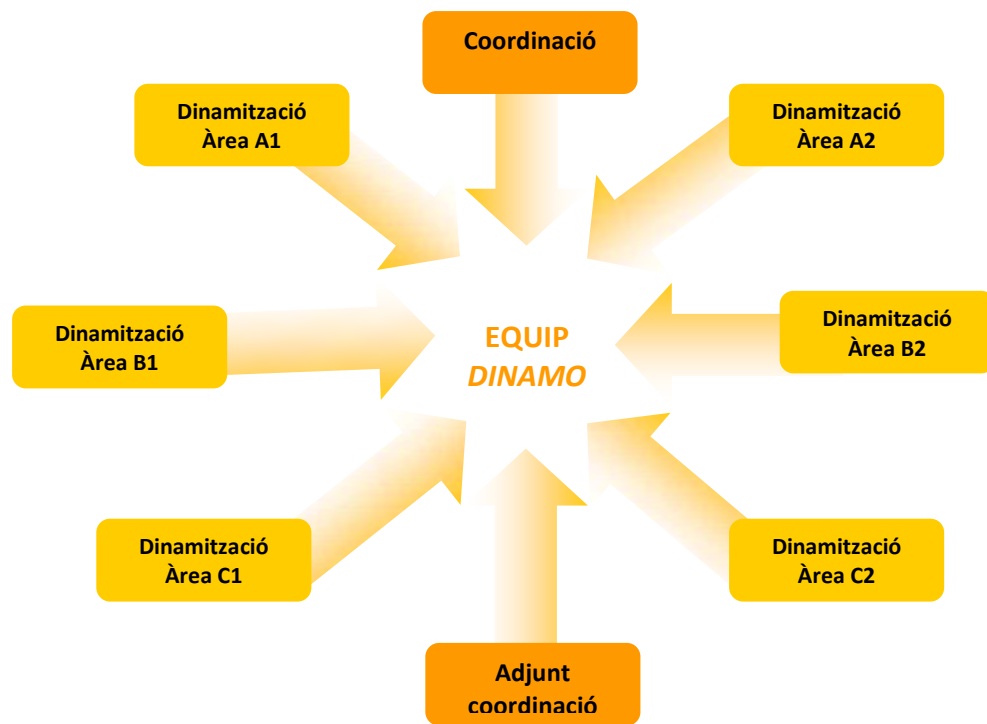 Coordinació
Dinamització
Àrea A1
Dinamització
Àrea A2
Dinamització
Àrea B1
EQUIP
DINAMO
Dinamització
Àrea B2
Dinamització
Àrea C1
Dinamització
Àrea C2
Adjunt
coordinació